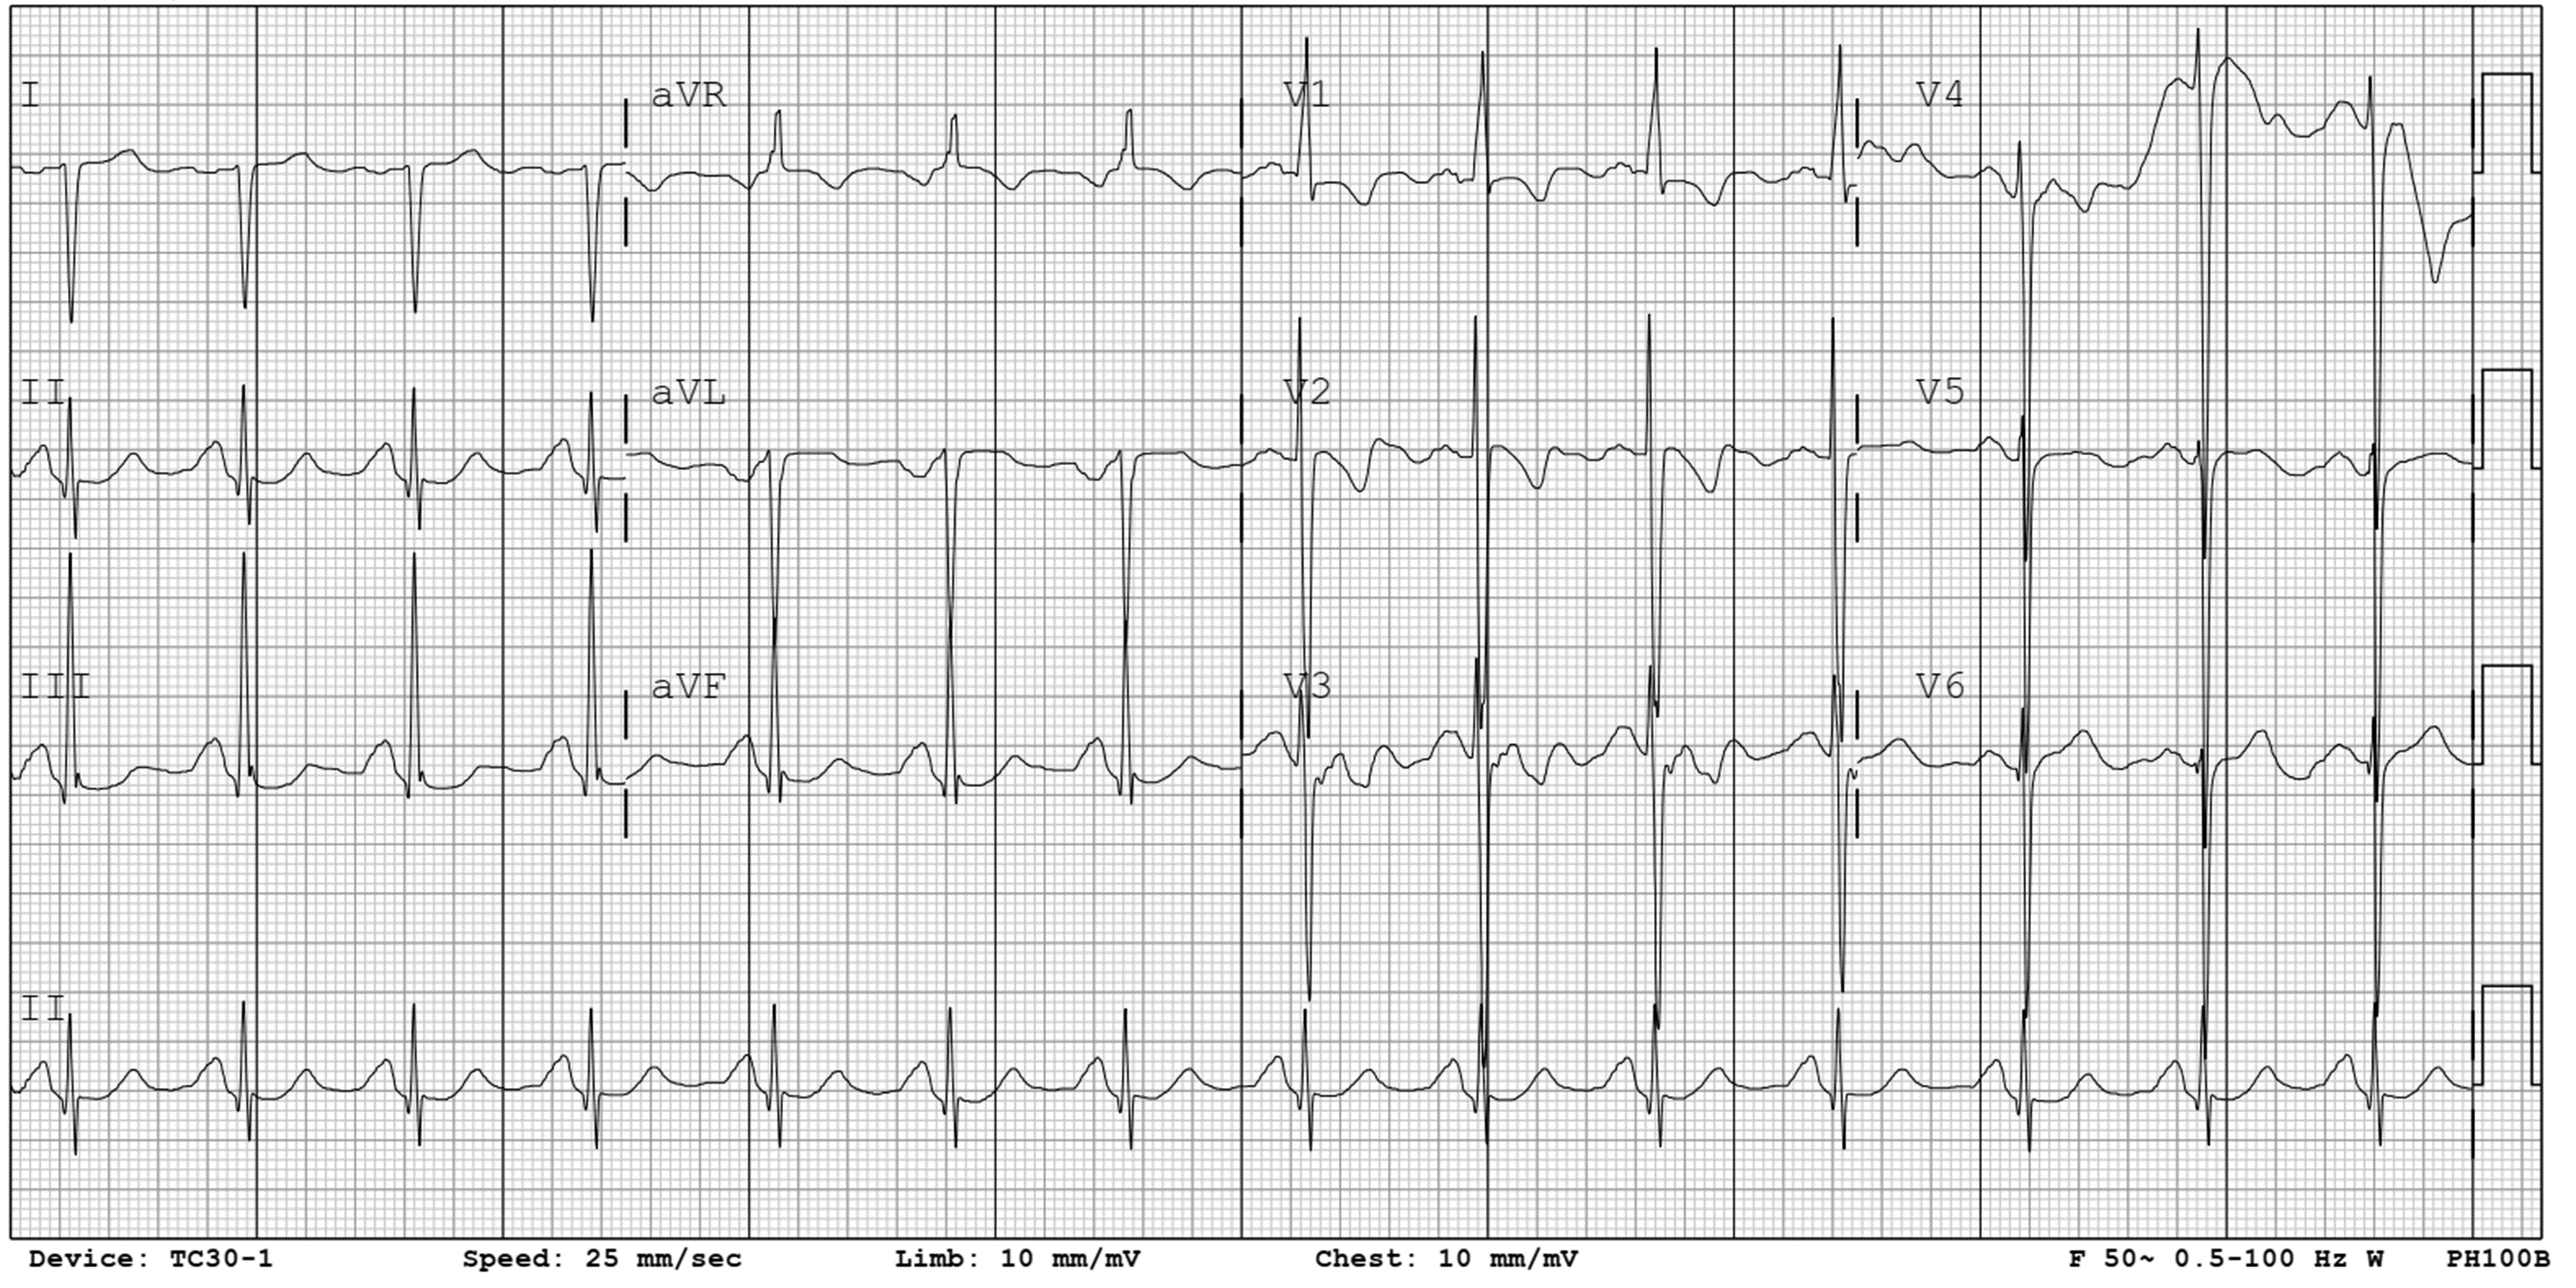 I aVR V1 V4
II aVL V2 V5
III aVF V3 V6
II
Device: TC30-1 Speed: 25 mm/sec Limb: 10 mm/mV Chest: 10 mm/mV F 50~ 0.5-100 Hz W PH100B